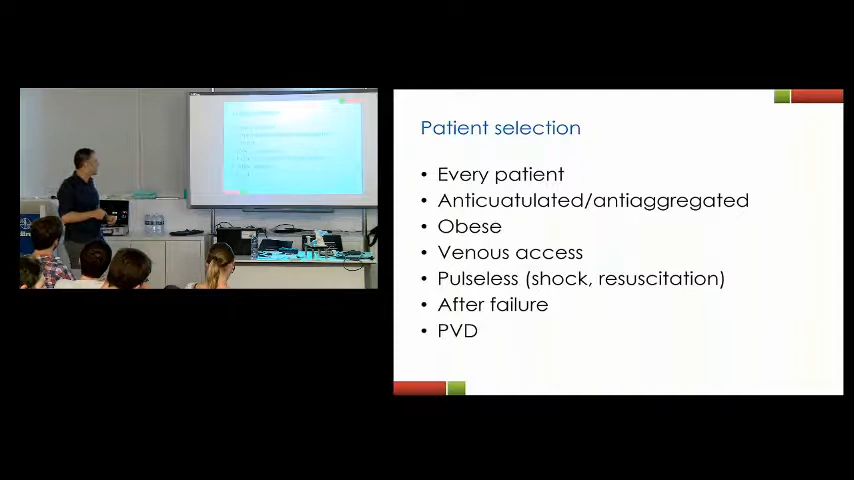 Patient selection
• Every patient
• Anticuatulated/antiaggregated
• Obese
• Venous access
• Pulseless (shock, resuscitation)
• After failure
• PVD